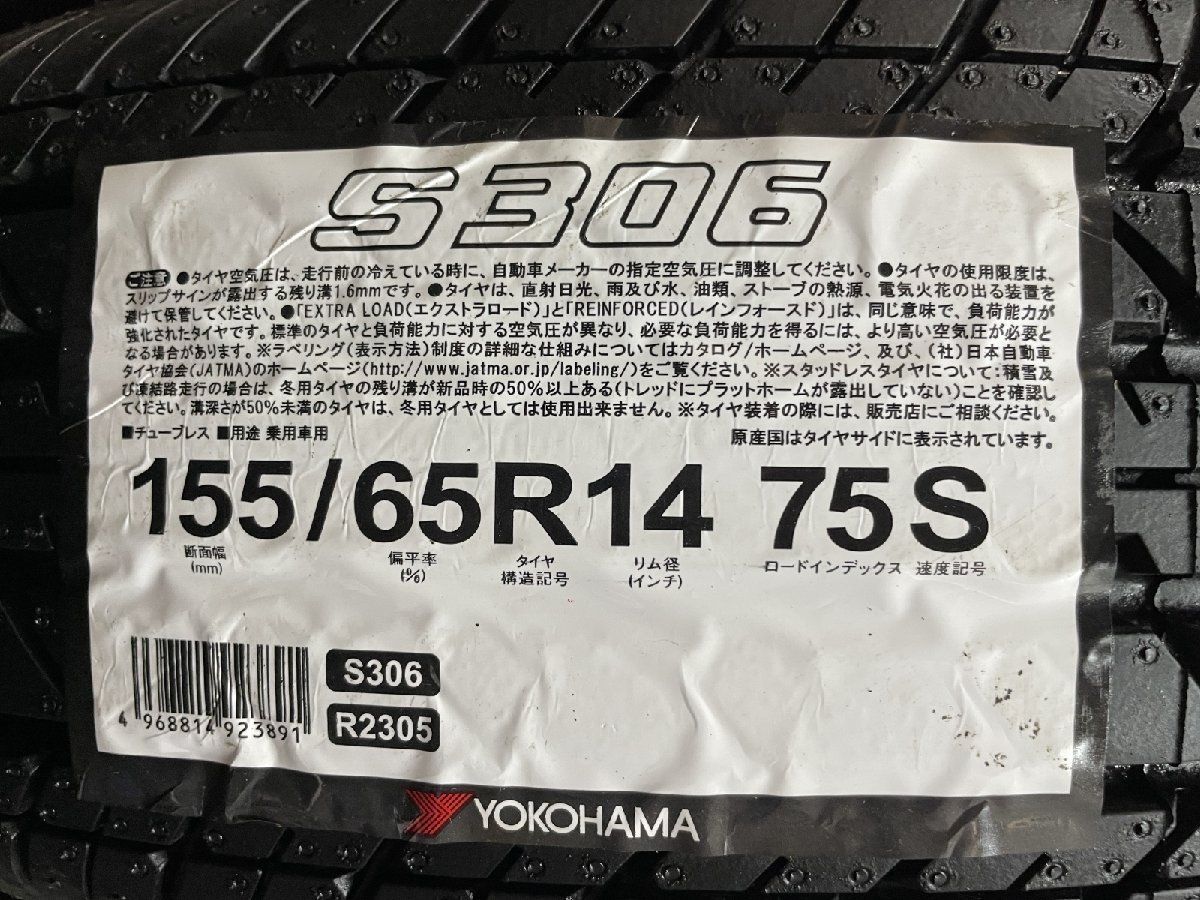 S306
ご注意 ●タイヤ空気圧は、走行前の冷えている時に、自動車メーカーの指定空気圧に調整してください。●タイヤの使用限度は、
スリップサインが露出する残り溝1.6mmです。●タイヤは、直射日光、雨及び水、油類、ストーブの熱源、電気火花の出る装置を
避けて保管してください。●「EXTRA LOAD(エクストラロード)」と「REINFORCED(レインフォースド)」は、同じ意味で、負荷能力が
強化されたタイヤです。標準のタイヤと負荷能力に対する空気圧が異なり、必要な負荷能力を得るには、より高い空気圧が必要と
なる場合があります。※ラベリング(表示方法)制度の詳細な仕組みについてはカタログ/ホームページ、及び、(社)日本自動車
タイヤ協会(JATMA)のホームページ(http://www.jatma.or.jp/labeling/)をご覧ください。※スタッドレスタイヤについて:積雪及
び凍結路走行の場合は、冬用タイヤの残り溝が新品時の50%以上ある(トレッドにプラットホームが露出していない)ことを確認し
てください。溝深さが50%未満のタイヤは、冬用タイヤとしては使用出来ません。※タイヤ装着の際には、販売店にご相談ください。
■チューブレス ■用途 乗用車用 原産国はタイヤサイドに表示されています。
155/65R14 75S
断面幅 偏平率 タイヤ リム径 ロードインデックス 速度記号
(mm) (%) 構造記号 (インチ)
S306
R2305
4 968814 923891
YOKOHAMA